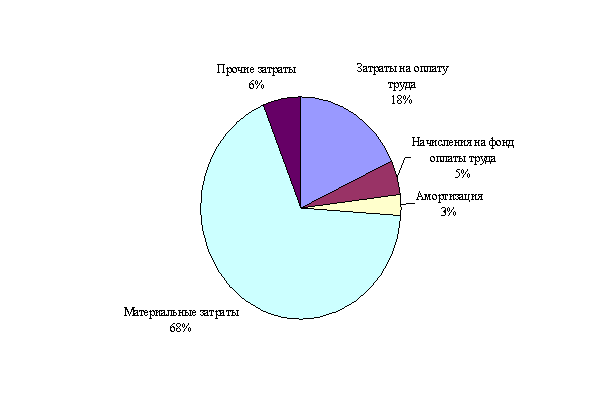 Прочие затраты
6%
Затраты на оплату
труда
18%
Начисления на фонд
оплаты труда
5%
Амортизация
3%
Материальные затраты
68%